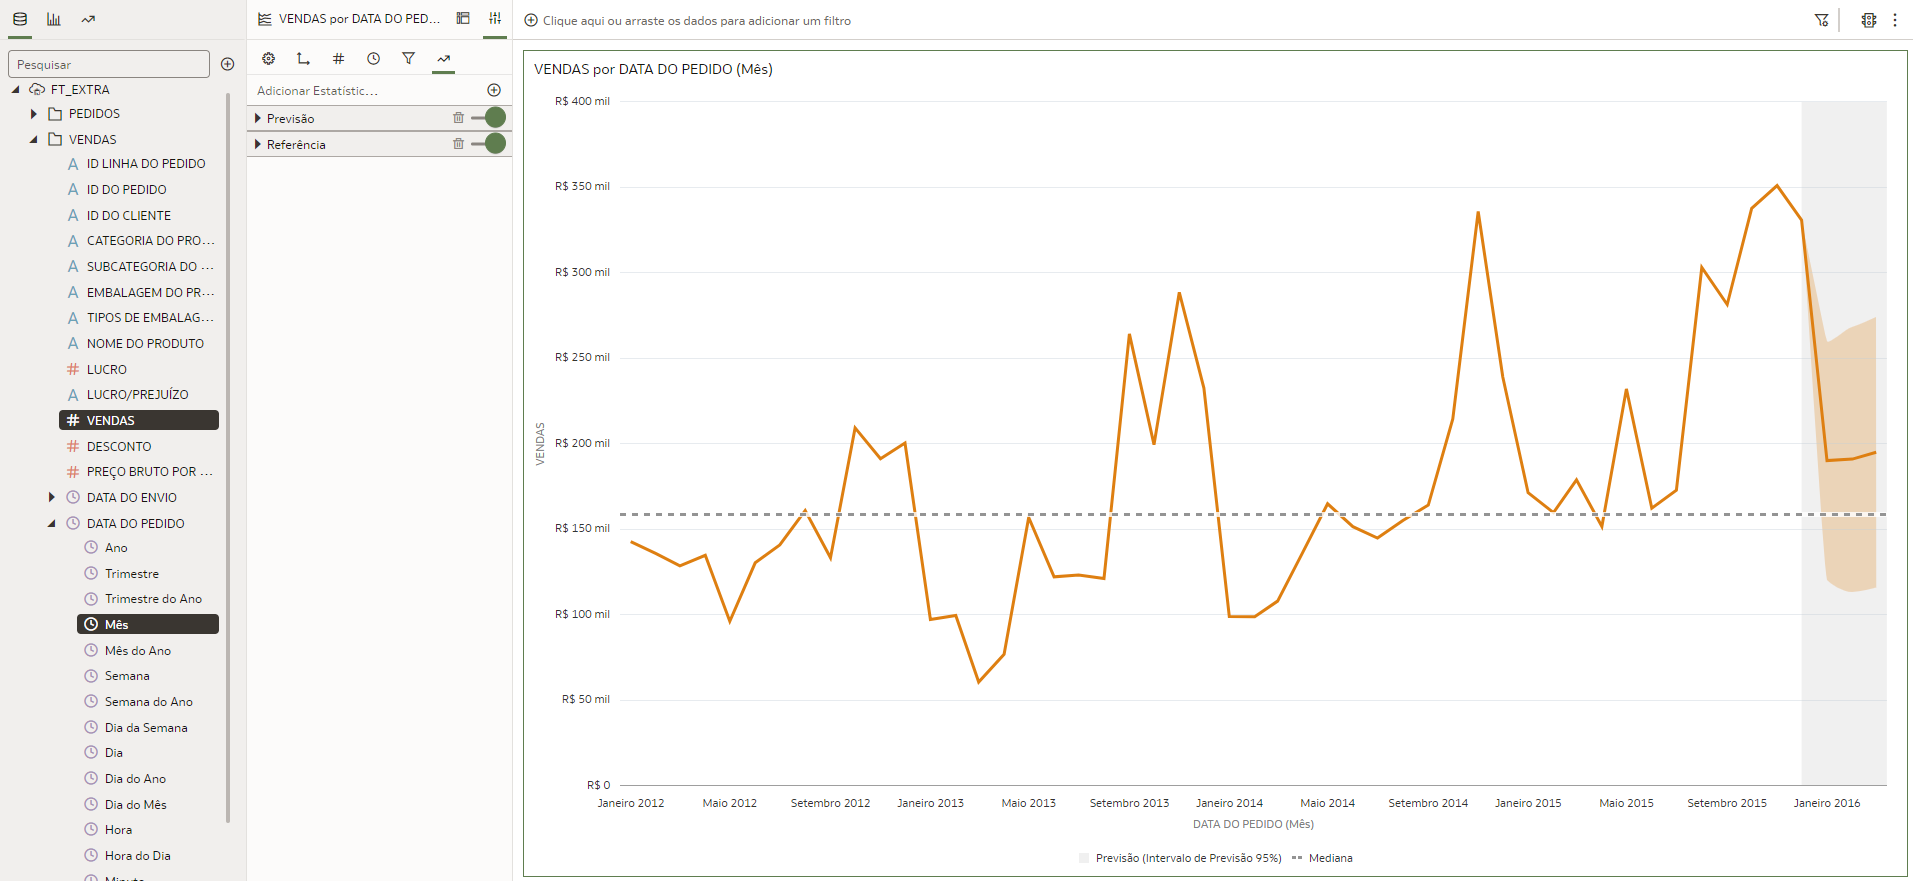 Pesquisar
FT_EXTRA
PEDIDOS
VENDAS
A ID LINHA DO PEDIDO
A ID DO PEDIDO
A ID DO CLIENTE
A CATEGORIA DO PRO...
A SUBCATEGORIA DO ...
A EMBALAGEM DO PR...
A TIPOS DE EMBALAG...
A NOME DO PRODUTO
# LUCRO
A LUCRO/PREJUÍZO
# VENDAS
# DESCONTO
# PREÇO BRUTO POR ...
DATA DO ENVIO
DATA DO PEDIDO
Ano
Trimestre
Trimestre do Ano
Mês
Mês do Ano
Semana
Semana do Ano
Dia da Semana
Dia
Dia do Ano
Dia do Mês
Hora
Hora do Dia
VENDAS por DATA DO PED...
#
Adicionar Estatístic...
Previsão
Referência
Clique aqui ou arraste os dados para adicionar um filtro
VENDAS por DATA DO PEDIDO (Mês)
R$ 400 mil
R$ 350 mil
R$ 300 mil
R$ 250 mil
R$ 200 mil
R$ 150 mil
R$ 100 mil
R$ 50 mil
R$ 0
VENDAS
Janeiro 2012 Maio 2012 Setembro 2012 Janeiro 2013 Maio 2013 Setembro 2013 Janeiro 2014 Maio 2014 Setembro 2014 Janeiro 2015 Maio 2015 Setembro 2015 Janeiro 2016
DATA DO PEDIDO (Mês)
Previsão (Intervalo de Previsão 95%) Mediana